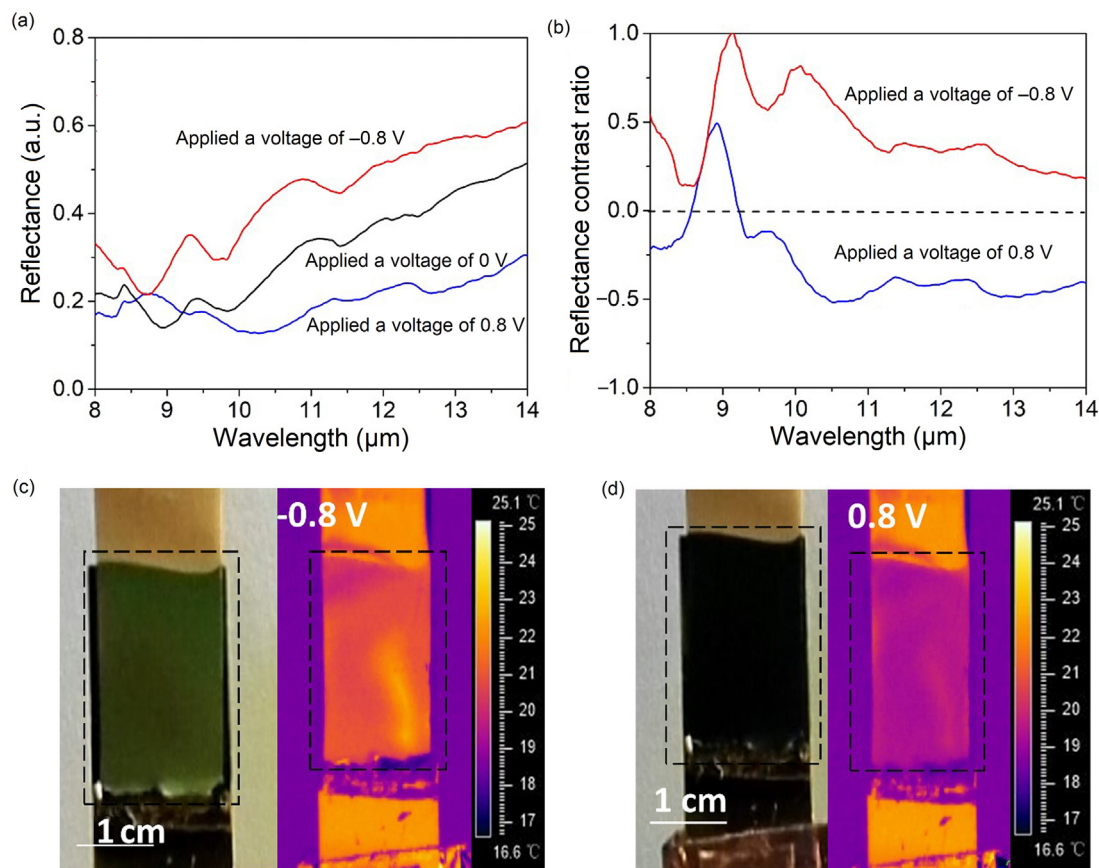 (a)
0.8
0.6
0.4
0.2
0.0
Reflectance (a.u.)
Applied a voltage of –0.8 V
Applied a voltage of 0 V
Applied a voltage of 0.8 V
8 9 10 11 12 13 14
Wavelength (μm)
(b)
1.0
0.5
0.0
–0.5
–1.0
Reflectance contrast ratio
Applied a voltage of –0.8 V
Applied a voltage of 0.8 V
8 9 10 11 12 13 14
Wavelength (μm)
(c)
1 cm
-0.8 V
25.1 ℃
25
24
23
22
21
20
19
18
17
16.6 ℃
(d)
1 cm
0.8 V
25.1 ℃
25
24
23
22
21
20
19
18
17
16.6 ℃